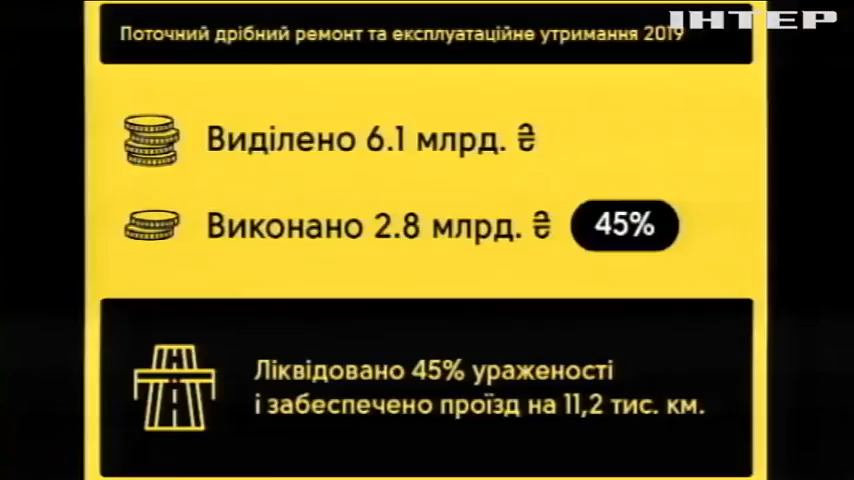 ІНТЕР
Поточний дрібний ремонт та експлуатаційне утримання 2019
Виділено 6.1 млрд. ₴
Виконано 2.8 млрд. ₴ 45%
Ліквідовано 45% ураженості
і забезпечено проїзд на 11,2 тис. км.